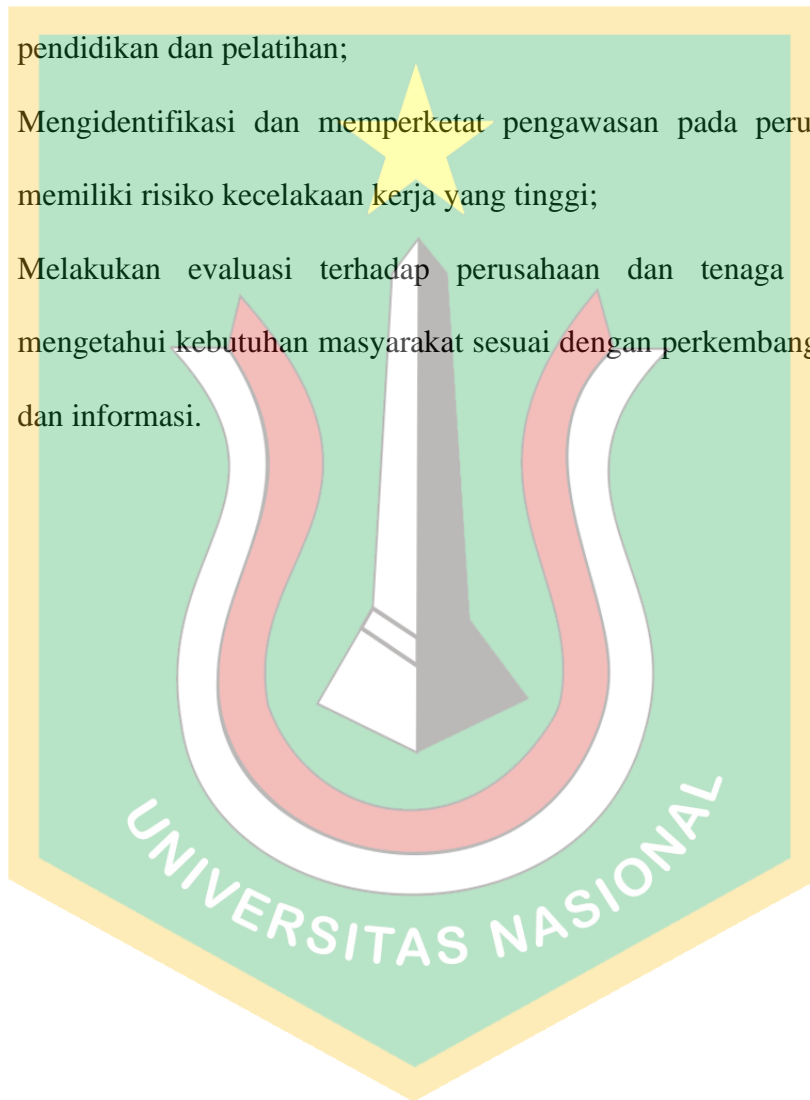 pendidikan dan pelatihan;
Mengidentifikasi dan memperketat pengawasan pada peru
memiliki risiko kecelakaan kerja yang tinggi;
Melakukan evaluasi terhadap perusahaan dan tenaga
mengetahui kebutuhan masyarakat sesuai dengan perkembang
dan informasi.
UNIVERSITAS NASIONAL